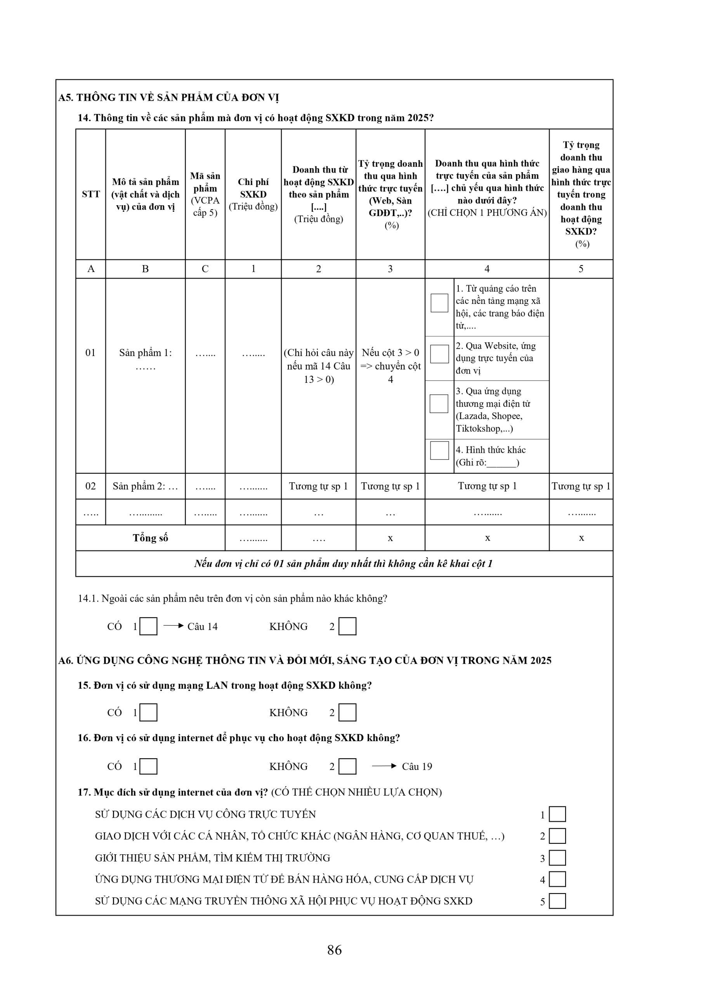 A5. THÔNG TIN VỀ SẢN PHẨM CỦA ĐƠN VỊ
14. Thông tin về các sản phẩm mà đơn vị có hoạt động SXKD trong năm 2025?
STT
Mô tả sản phẩm
(vật chất và dịch
vụ) của đơn vị
Mã sản
phẩm
(VCPA
cấp 5)
Chi phí
SXKD
(Triệu đồng)
Doanh thu từ
hoạt động SXKD
theo sản phẩm
[....]
(Triệu đồng)
Tỷ trọng doanh
thu qua hình
thức trực tuyến
(Web, Sàn
GDĐT,..)?
(%)
Doanh thu qua hình thức
trực tuyến của sản phẩm
[….] chủ yếu qua hình thức
nào dưới đây?
(CHỈ CHỌN 1 PHƯƠNG ÁN)
Tỷ trọng
doanh thu
giao hàng qua
hình thức trực
tuyến trong
doanh thu
hoạt động
SXKD?
(%)
A B C 1 2 3 4 5
01
Sản phẩm 1:
……
…....
….....
(Chỉ hỏi câu này
nếu mã 14 Câu
13 > 0)
Nếu cột 3 > 0
=> chuyển cột
4
1. Từ quảng cáo trên
các nền tảng mạng xã
hội, các trang báo điện
tử,....
2. Qua Website, ứng
dụng trực tuyến của
đơn vị
3. Qua ứng dụng
thương mại điện tử
(Lazada, Shopee,
Tiktokshop,...)
4. Hình thức khác
(Ghi rõ:______)
02 Sản phẩm 2: … ….... …....... Tương tự sp 1 Tương tự sp 1 Tương tự sp 1 Tương tự sp 1
….. …......... …..... …....... … … …....... ….......
Tổng số …....... …. x x x
Nếu đơn vị chỉ có 01 sản phẩm duy nhất thì không cần kê khai cột 1
14.1. Ngoài các sản phẩm nêu trên đơn vị còn sản phẩm nào khác không?
CÓ 1 → Câu 14 KHÔNG 2
A6. ỨNG DỤNG CÔNG NGHỆ THÔNG TIN VÀ ĐỔI MỚI, SÁNG TẠO CỦA ĐƠN VỊ TRONG NĂM 2025
15. Đơn vị có sử dụng mạng LAN trong hoạt động SXKD không?
CÓ 1 KHÔNG 2
16. Đơn vị có sử dụng internet để phục vụ cho hoạt động SXKD không?
CÓ 1 KHÔNG 2 → Câu 19
17. Mục đích sử dụng internet của đơn vị? (CÓ THỂ CHỌN NHIỀU LỰA CHỌN)
SỬ DỤNG CÁC DỊCH VỤ CÔNG TRỰC TUYẾN 1
GIAO DỊCH VỚI CÁC CÁ NHÂN, TỔ CHỨC KHÁC (NGÂN HÀNG, CƠ QUAN THUẾ, …) 2
GIỚI THIỆU SẢN PHẨM, TÌM KIẾM THỊ TRƯỜNG 3
ỨNG DỤNG THƯƠNG MẠI ĐIỆN TỬ ĐỂ BÁN HÀNG HÓA, CUNG CẤP DỊCH VỤ 4
SỬ DỤNG CÁC MẠNG TRUYỀN THÔNG XÃ HỘI PHỤC VỤ HOẠT ĐỘNG SXKD 5
86